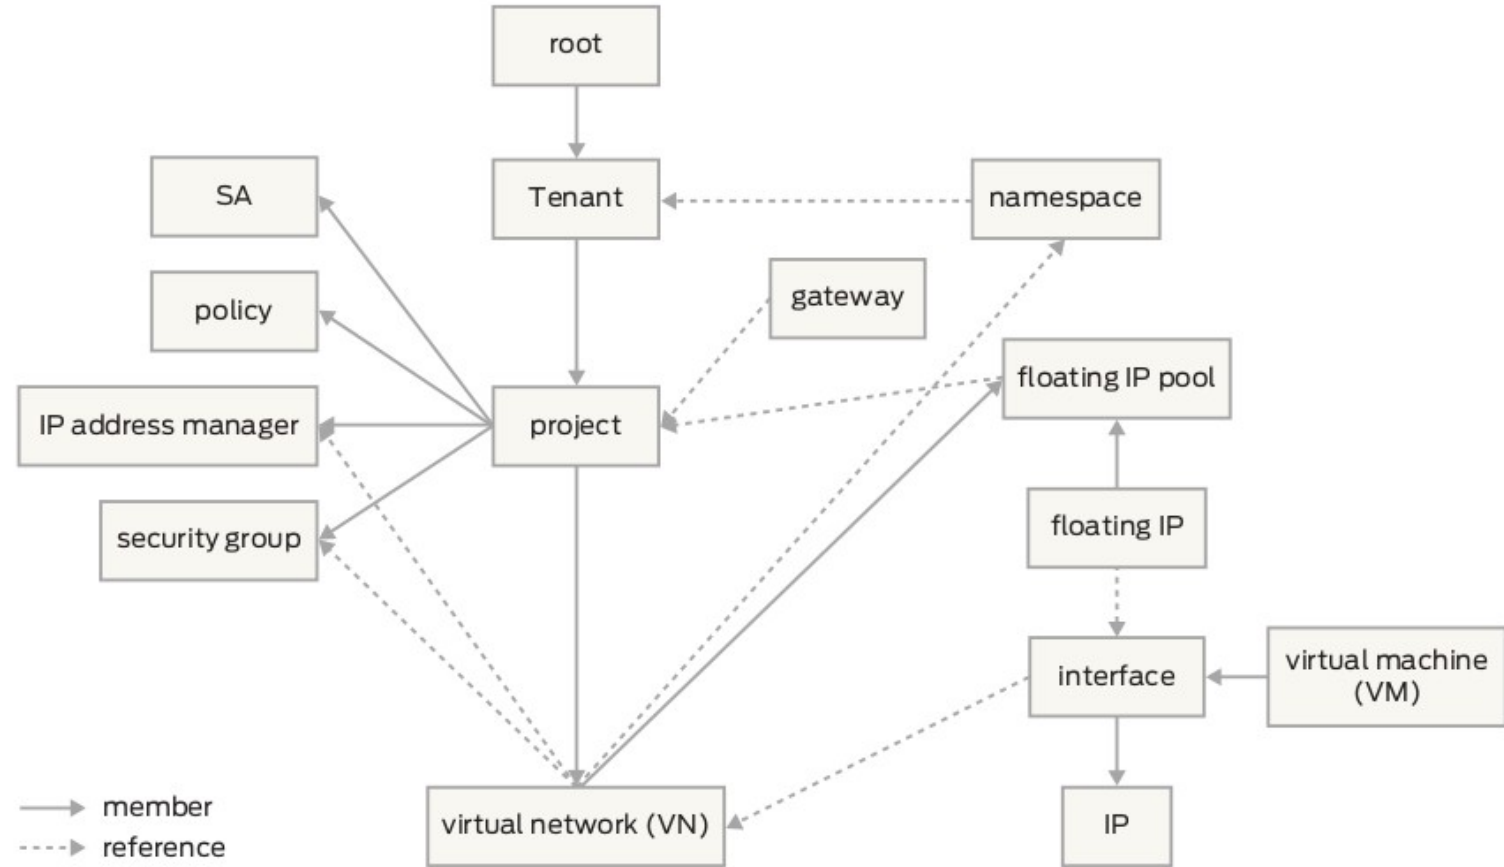 root
SA
Tenant
namespace
policy
gateway
IP address manager
project
floating IP pool
security group
floating IP
interface
virtual machine
(VM)
member
reference
virtual network (VN)
IP